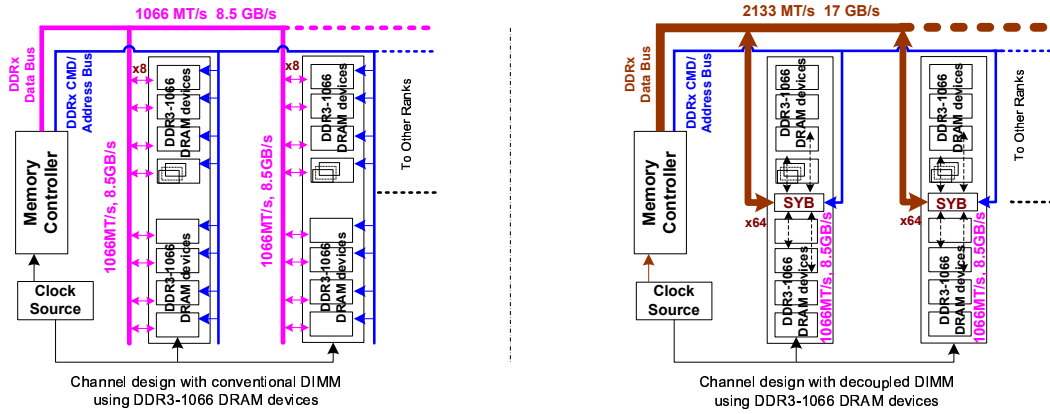 1066 MT/s 8.5 GB/s
DDRx
Data Bus
DDRx CMD/
Address Bus
x8
x8
DDR3-1066
DRAM devices
DDR3-1066
DRAM devices
To Other Ranks
Memory
Controller
1066MT/s, 8.5GB/s
1066MT/s, 8.5GB/s
DDR3-1066
DRAM devices
DDR3-1066
DRAM devices
Clock
Source
Channel design with conventional DIMM
using DDR3-1066 DRAM devices
2133 MT/s 17 GB/s
DDRx
Data Bus
DDRx CMD/
Address Bus
DDR3-1066
DRAM devices
DDR3-1066
DRAM devices
To Other Ranks
Memory
Controller
SYB
SYB
x64
x64
DDR3-1066
DRAM devices
1066MT/s, 8.5GB/s
DDR3-1066
DRAM devices
1066MT/s, 8.5GB/s
Clock
Source
Channel design with decoupled DIMM
using DDR3-1066 DRAM devices